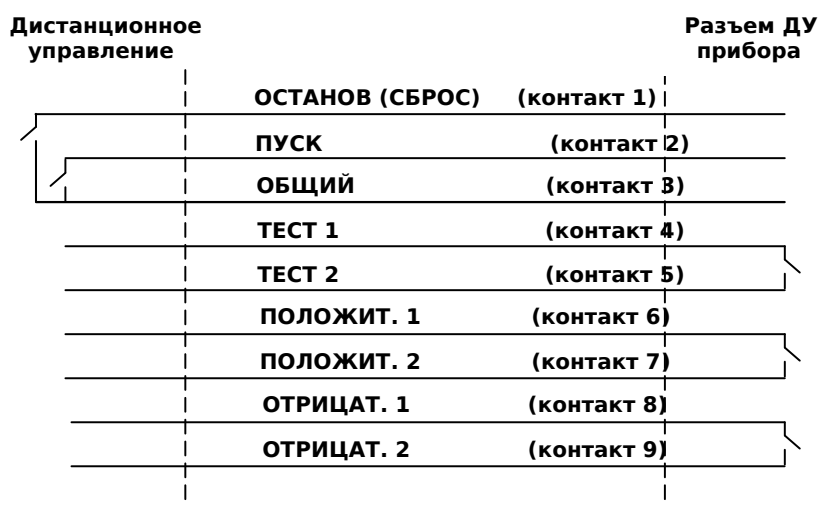 Дистанционное управление
Разъем ДУ прибора
ОСТАНОВ (СБРОС) (контакт 1)
ПУСК (контакт 2)
ОБЩИЙ (контакт 3)
ТЕСТ 1 (контакт 4)
ТЕСТ 2 (контакт 5)
ПОЛОЖИТ. 1 (контакт 6)
ПОЛОЖИТ. 2 (контакт 7)
ОТРИЦАТ. 1 (контакт 8)
ОТРИЦАТ. 2 (контакт 9)